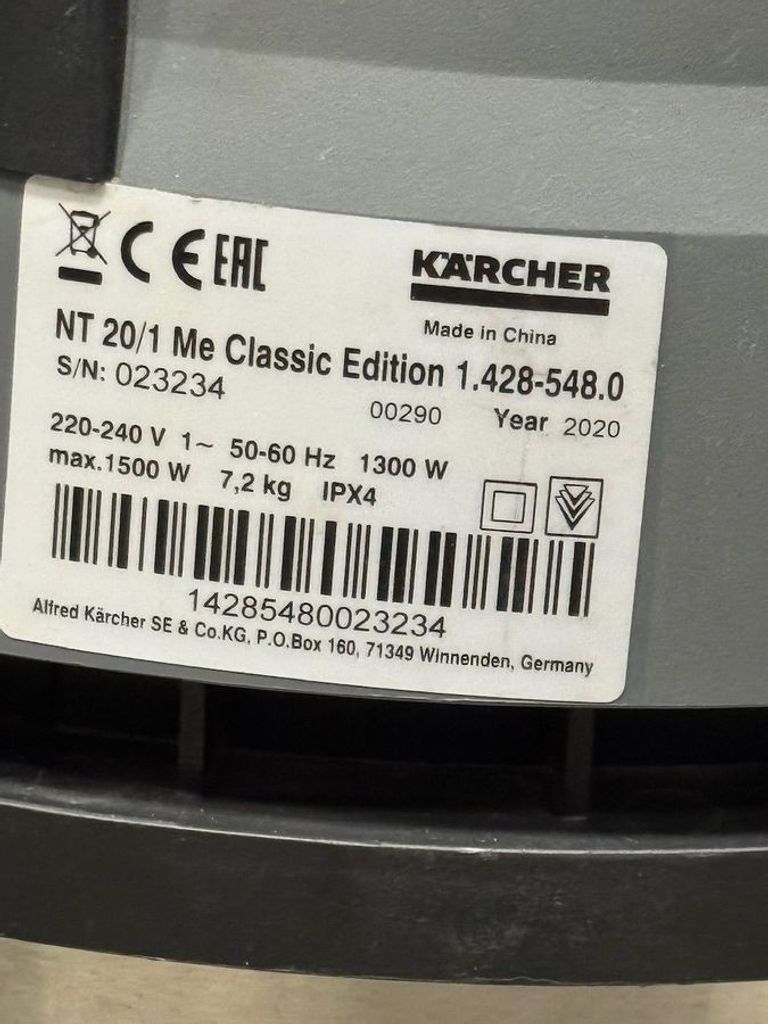 CE EAC
KÄRCHER
Made in China
NT 20/1 Me Classic Edition 1.428-548.0
S/N: 023234 00290 Year 2020
220-240 V 1~ 50-60 Hz 1300 W
max.1500 W 7,2 kg IPX4
14285480023234
Alfred Kärcher SE & Co.KG, P.O.Box 160, 71349 Winnenden, Germany